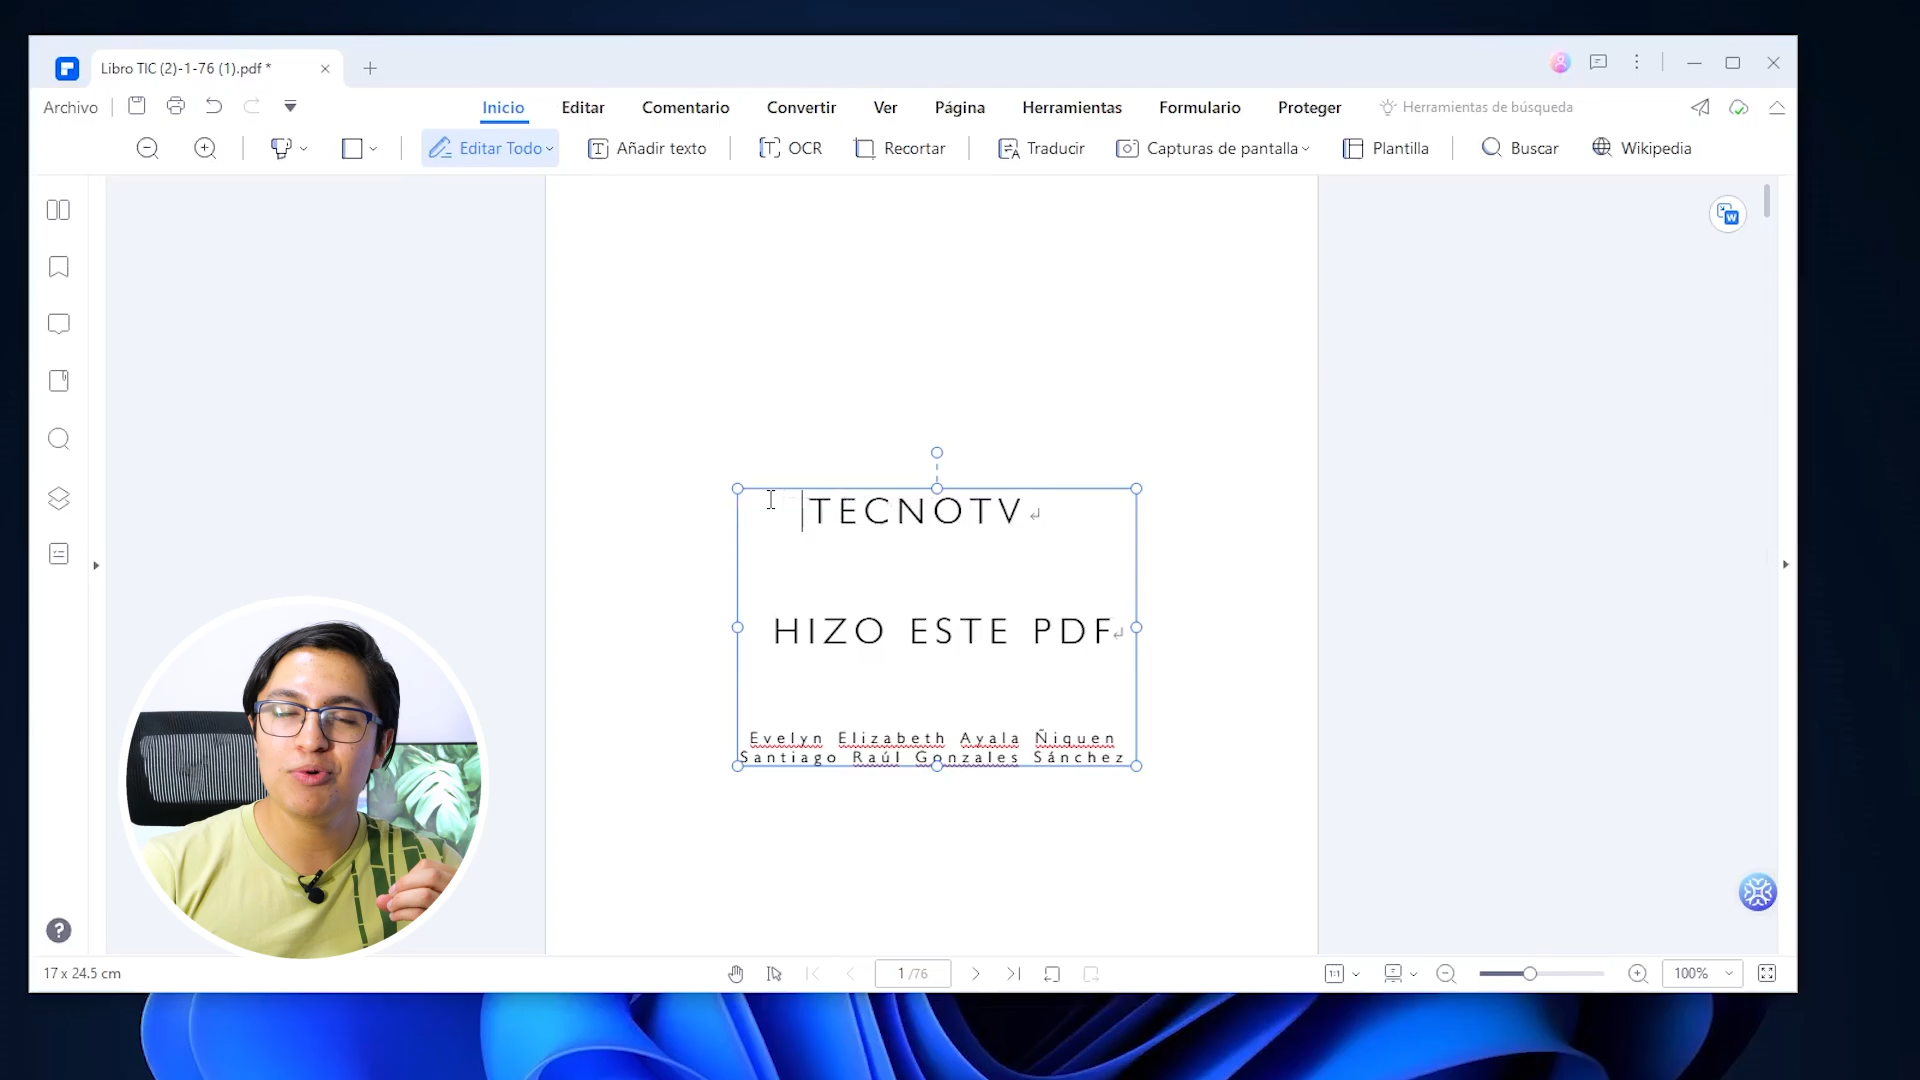 Libro TIC (2)-1-76 (1).pdf *
Archivo Inicio Editar Comentario Convertir Ver Página Herramientas Formulario Proteger Herramientas de búsqueda
Editar Todo Añadir texto OCR Recortar Traducir Capturas de pantalla Plantilla Buscar Wikipedia
TECNOTV
HIZO ESTE PDF
Evelyn Elizabeth Ayala Ñiquen
Santiago Raúl Gonzales Sánchez
17 x 24.5 cm 1 /76 1:1 100%